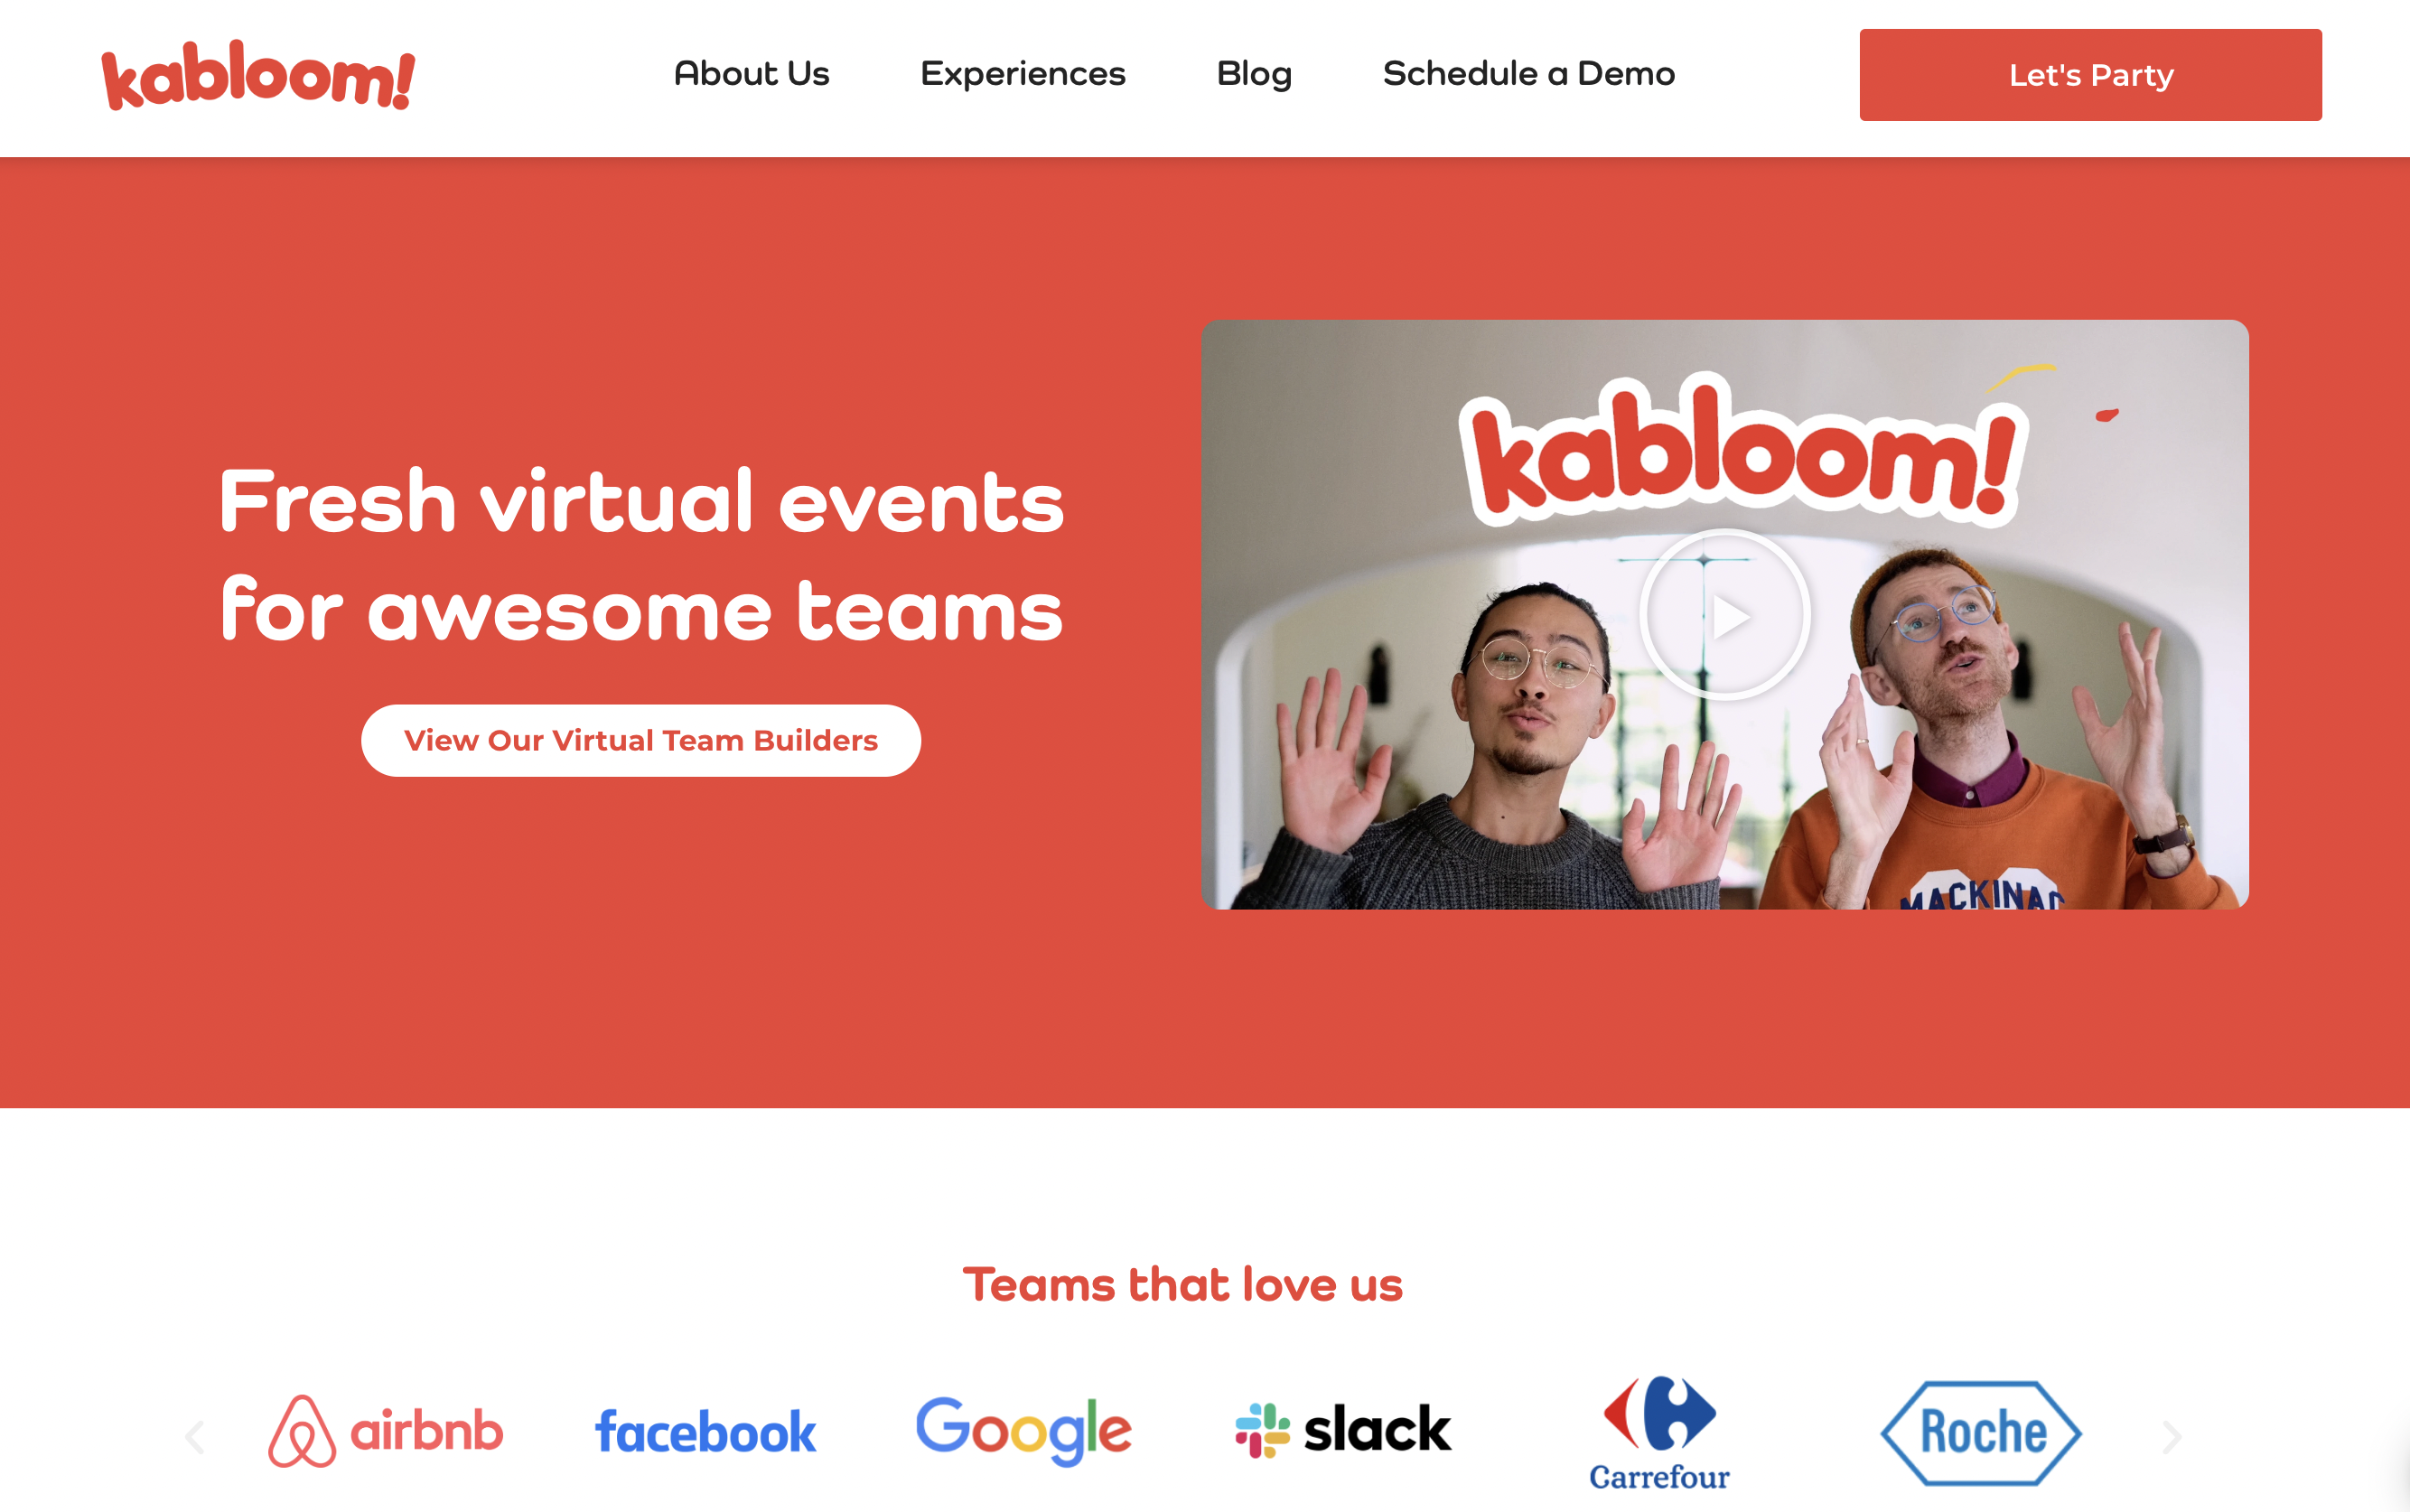 kabloom!
About Us
Experiences
Blog
Schedule a Demo
Let's Party
Fresh virtual events
for awesome teams
View Our Virtual Team Builders
kabloom!
MACKINAC
Teams that love us
airbnb
facebook
Google
slack
Carrefour
Roche